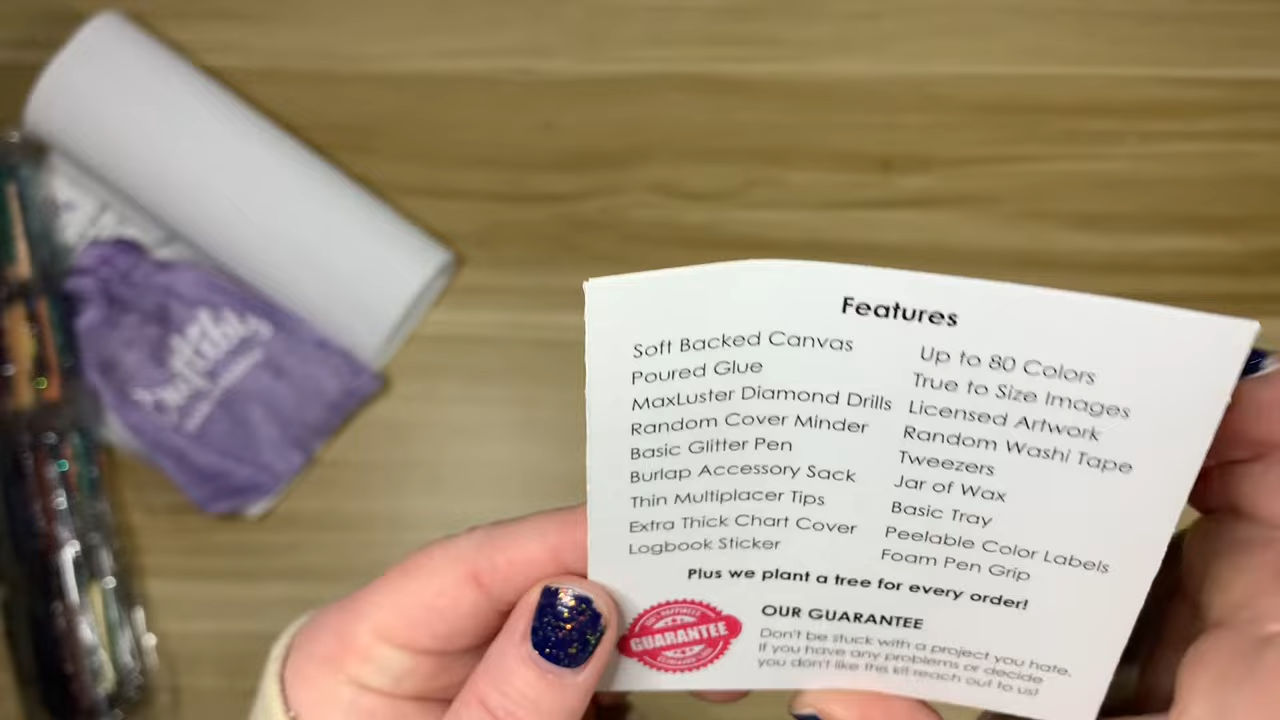 Features
Soft Backed Canvas
Poured Glue
MaxLuster Diamond Drills
Random Cover Minder
Basic Glitter Pen
Burlap Accessory Sack
Thin Multiplacer Tips
Extra Thick Chart Cover
Logbook Sticker
Up to 80 Colors
True to Size Images
Licensed Artwork
Random Washi Tape
Tweezers
Jar of Wax
Basic Tray
Peelable Color Labels
Foam Pen Grip
Plus we plant a tree for every order!
GUARANTEE
OUR GUARANTEE
Don't be stuck with a project you hate.
If you have any problems or decide
you don't like this kit reach out to us!